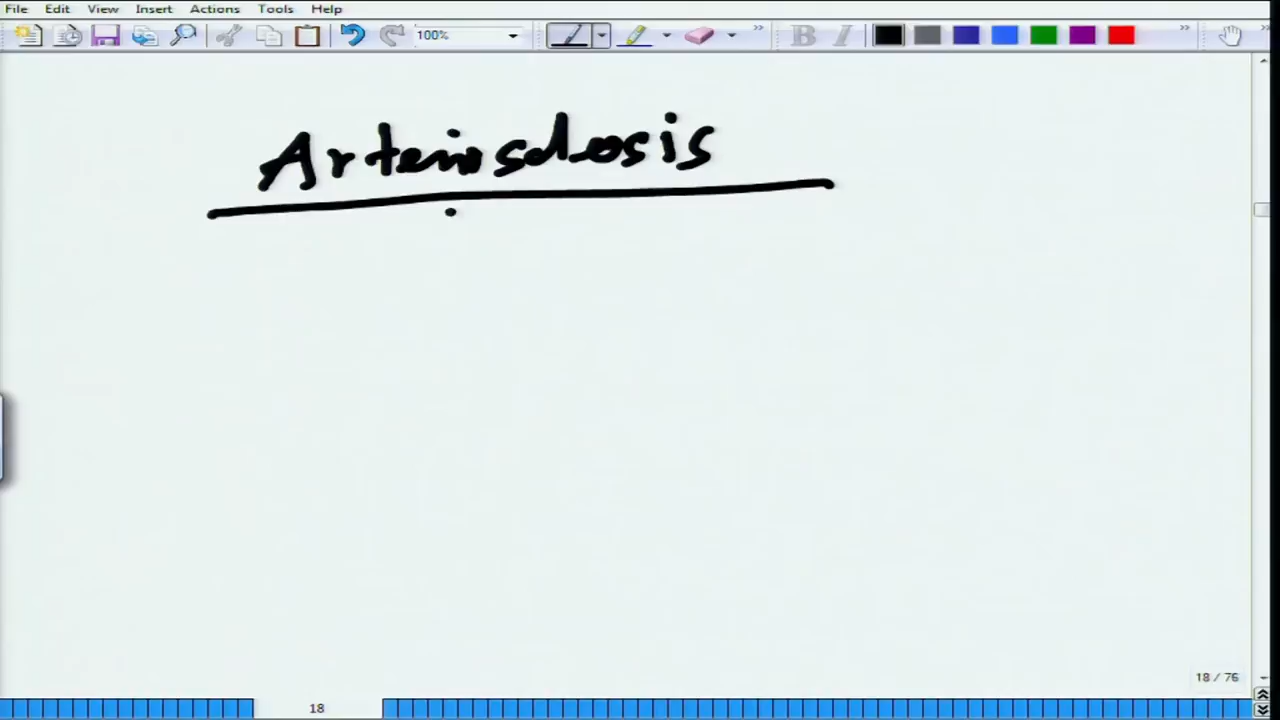 File Edit View Insert Actions Tools Help
100% B I
Arteriosclosis
18 / 76
18